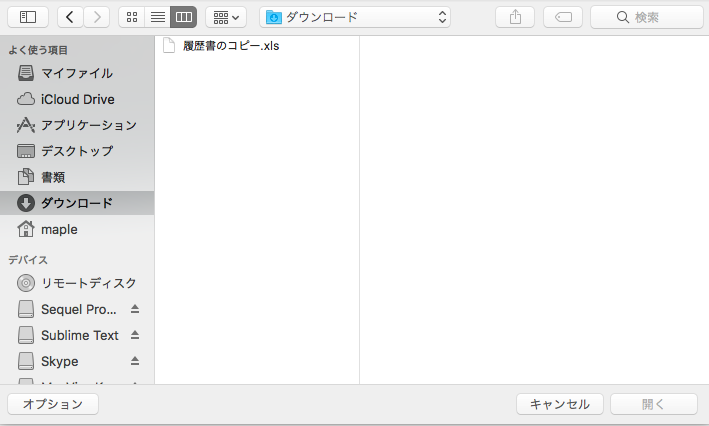 ダウンロード
検索
よく使う項目
マイファイル
iCloud Drive
アプリケーション
デスクトップ
書類
ダウンロード
maple
デバイス
リモートディスク
Sequel Pro...
Sublime Text
Skype
履歴書のコピー.xls
オプション
キャンセル
開く